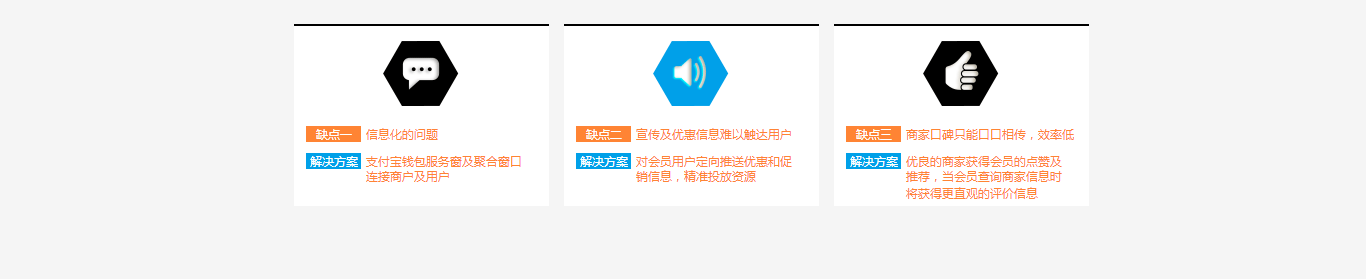 缺点一 信息化的问题
解决方案 支付宝钱包服务窗及聚合窗口
连接商户及用户
缺点二 宣传及优惠信息难以触达用户
解决方案 对会员用户定向推送优惠和促
销信息，精准投放资源
缺点三 商家口碑只能口口相传，效率低
解决方案 优良的商家获得会员的点赞及
推荐，当会员查询商家信息时
将获得更直观的评价信息